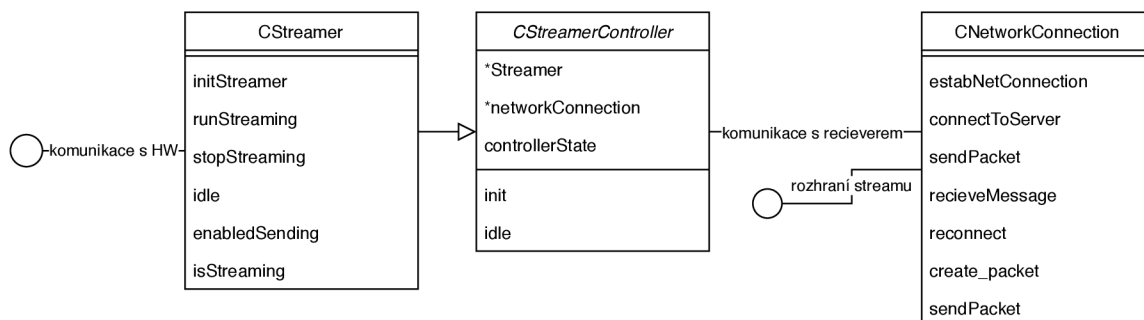 CStreamer
initStreamer
runStreaming
stopStreaming
idle
enabledSending
isStreaming
komunikace s HW
CStreamerController
*Streamer
*networkConnection
controllerState
init
idle
komunikace s recieverem
rozhraní streamu
CNetworkConnection
estabNetConnection
connectToServer
sendPacket
recieveMessage
reconnect
create_packet
sendPacket